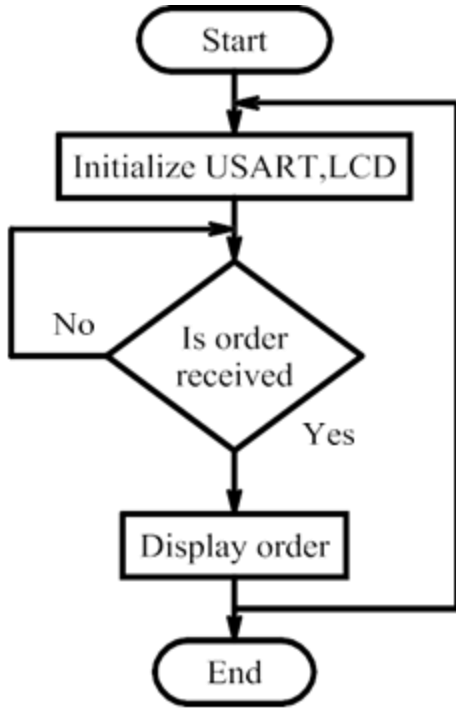 Start
Initialize USART,LCD
No
Is order
received
Yes
Display order
End